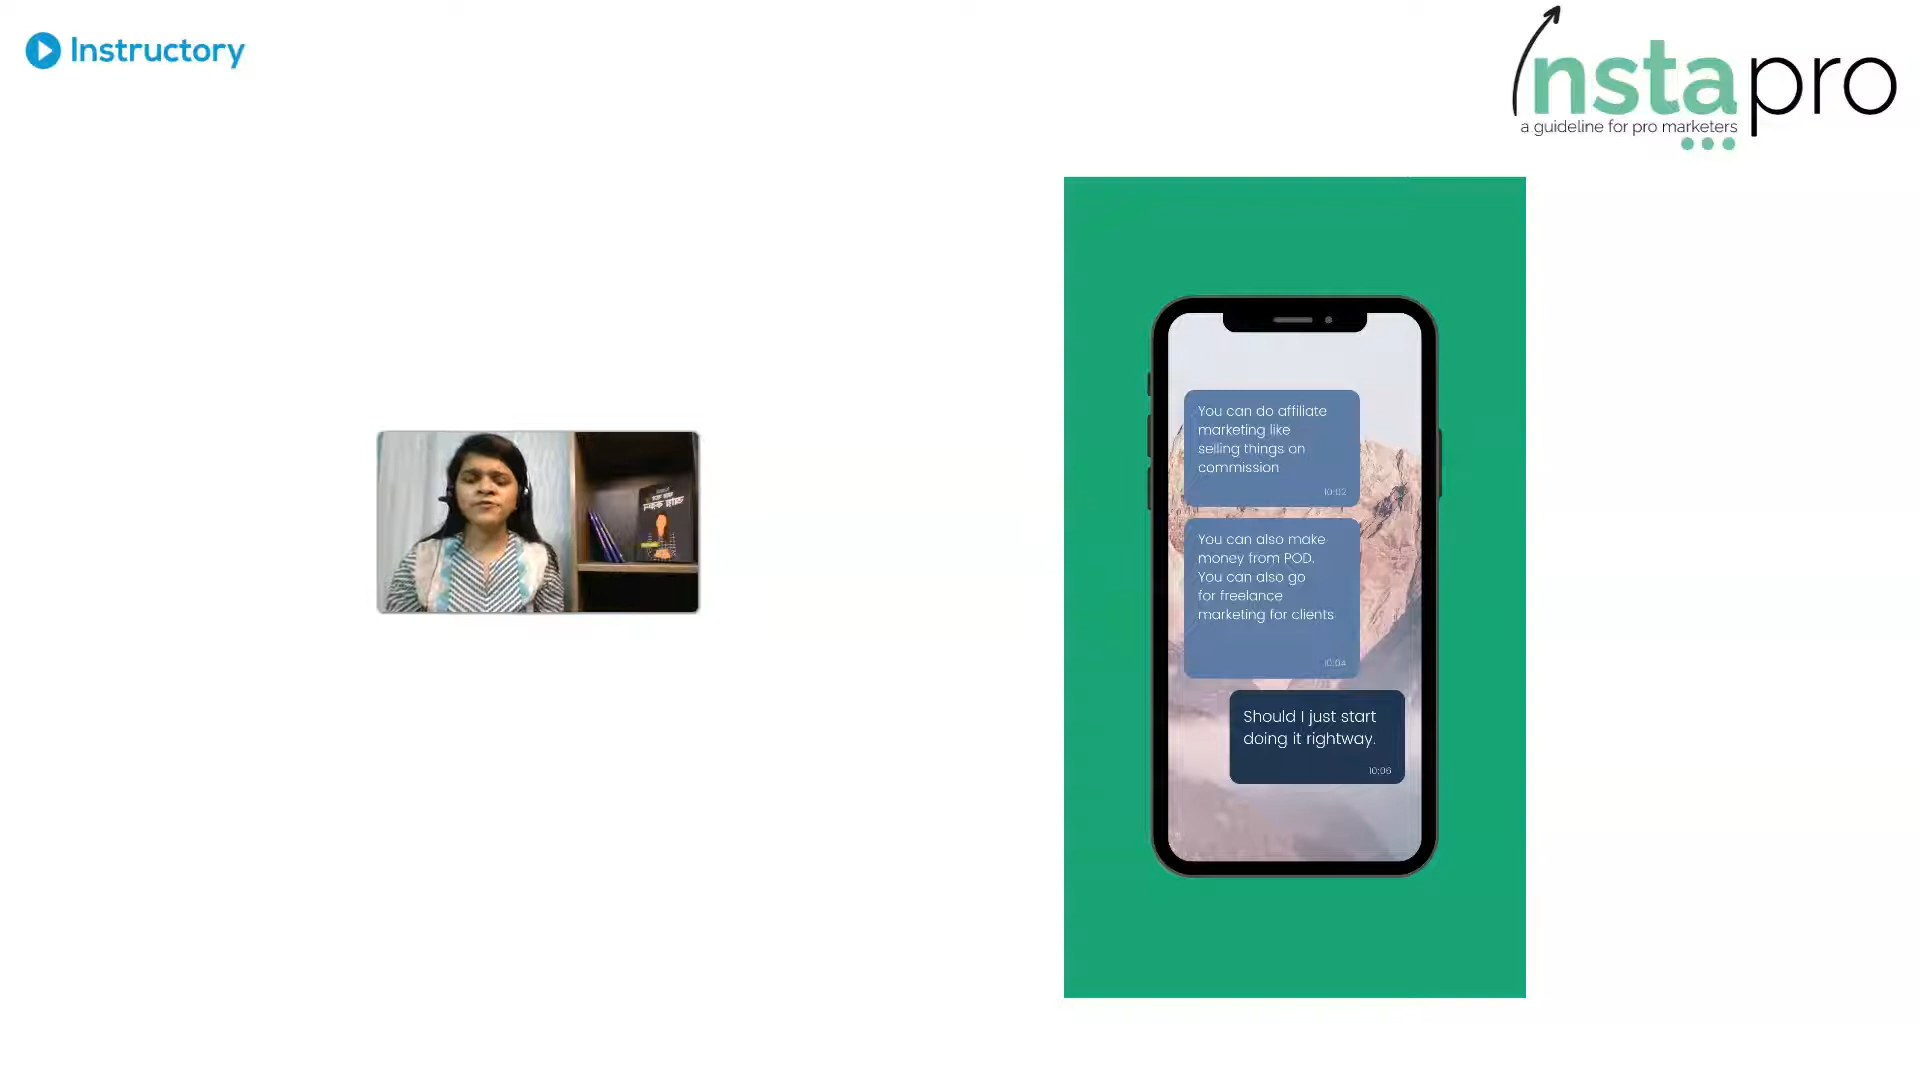 Instructory
instapro
a guideline for pro marketers
You can do affiliate
marketing like
selling things on
commission
10:02
You can also make
money from POD.
You can also go
for freelance
marketing for clients
10:04
Should I just start
doing it rightway.
10:06